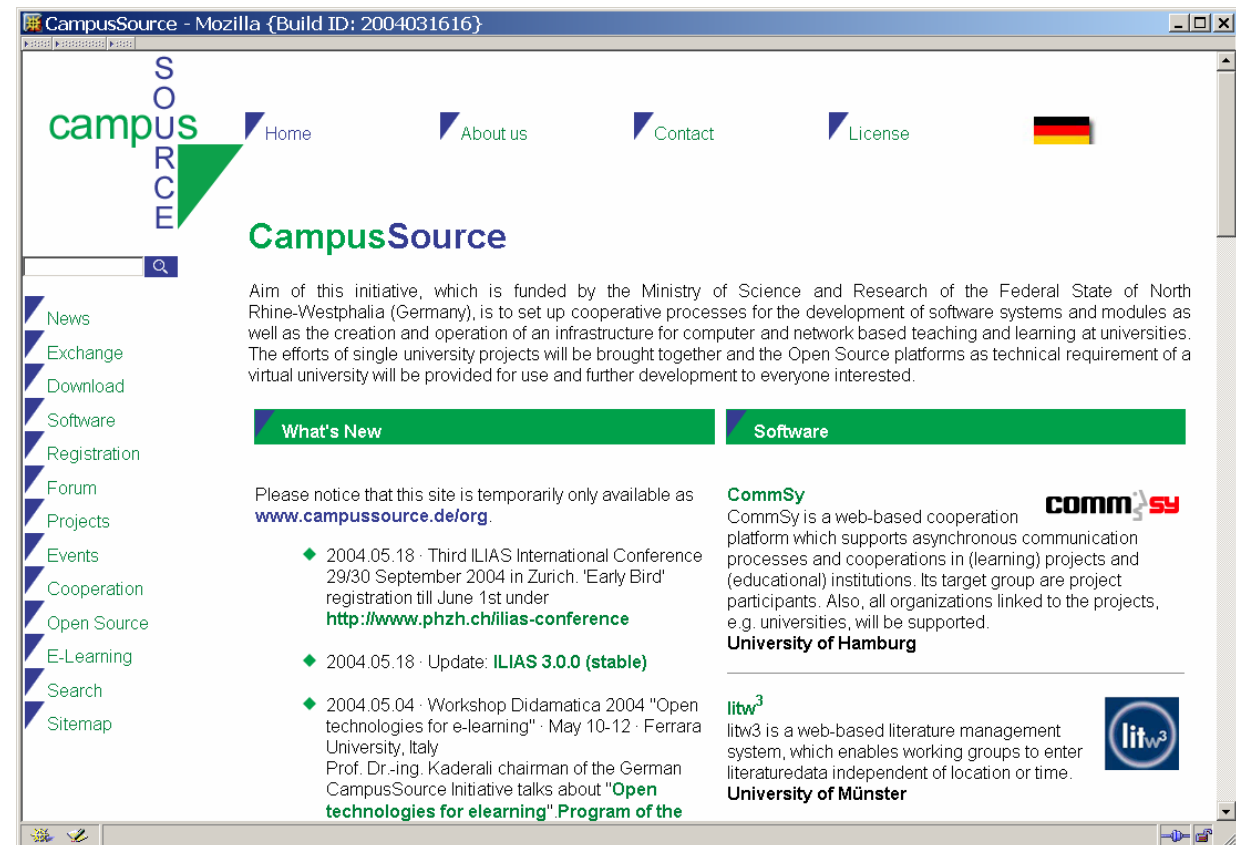 CampusSource - Mozilla {Build ID: 2004031616}
campus
SOURCE
Home
About us
Contact
License
CampusSource
Aim of this initiative, which is funded by the Ministry of Science and Research of the Federal State of North
Rhine-Westphalia (Germany), is to set up cooperative processes for the development of software systems and modules as
well as the creation and operation of an infrastructure for computer and network based teaching and learning at universities.
The efforts of single university projects will be brought together and the Open Source platforms as technical requirement of a
virtual university will be provided for use and further development to everyone interested.
News
Exchange
Download
Software
Registration
Forum
Projects
Events
Cooperation
Open Source
E-Learning
Search
Sitemap
What's New
Please notice that this site is temporarily only available as
www.campussource.de/org.
2004.05.18 · Third ILIAS International Conference
29/30 September 2004 in Zurich. 'Early Bird'
registration till June 1st under
http://www.phzh.ch/ilias-conference
2004.05.18 · Update: ILIAS 3.0.0 (stable)
2004.05.04 · Workshop Didamatica 2004 "Open
technologies for e-learning" · May 10-12 · Ferrara
University, Italy
Prof. Dr.-ing. Kaderali chairman of the German
CampusSource Initiative talks about "Open
technologies for elearning".Program of the
Software
CommSy
commsy
CommSy is a web-based cooperation
platform which supports asynchronous communication
processes and cooperations in (learning) projects and
(educational) institutions. Its target group are project
participants. Also, all organizations linked to the projects,
e.g. universities, will be supported.
University of Hamburg
litw³
litw³
litw3 is a web-based literature management
system, which enables working groups to enter
literaturedata independent of location or time.
University of Münster